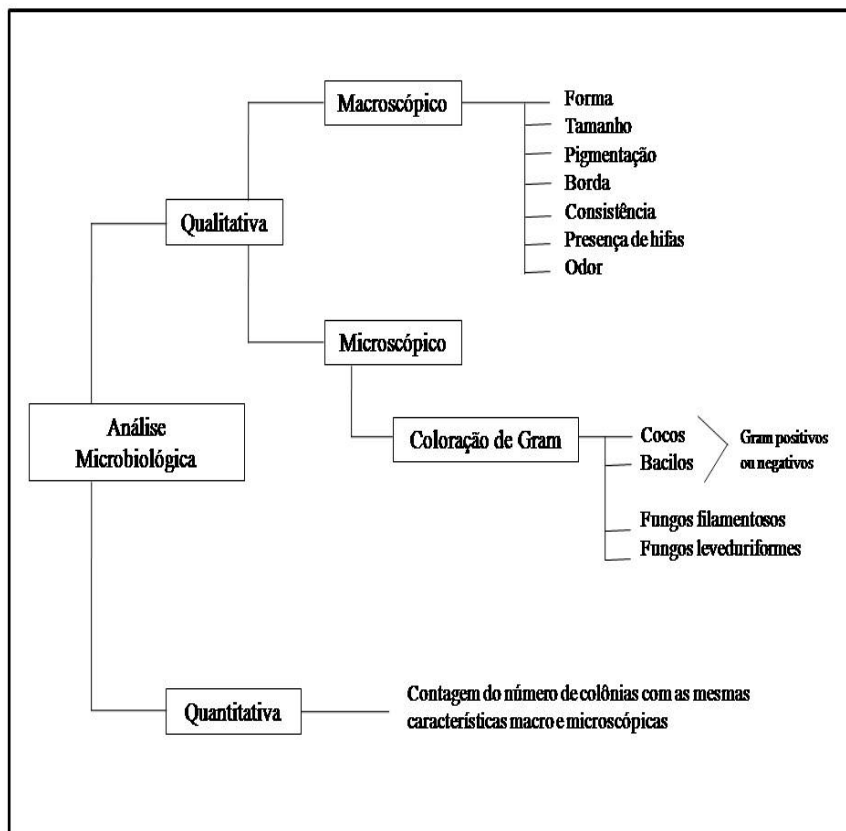 Macroscópico
Forma
Tamanho
Pigmentação
Borda
Consistência
Presença de hifas
Odor
Qualitativa
Microscópico
Análise
Microbiológica
Coloração de Gram
Cocos
Bacilos
Gram positivos
ou negativos
Fungos filamentosos
Fungos leveduriformes
Quantitativa
Contagem do número de colônias com as mesmas
características macro e microscópicas